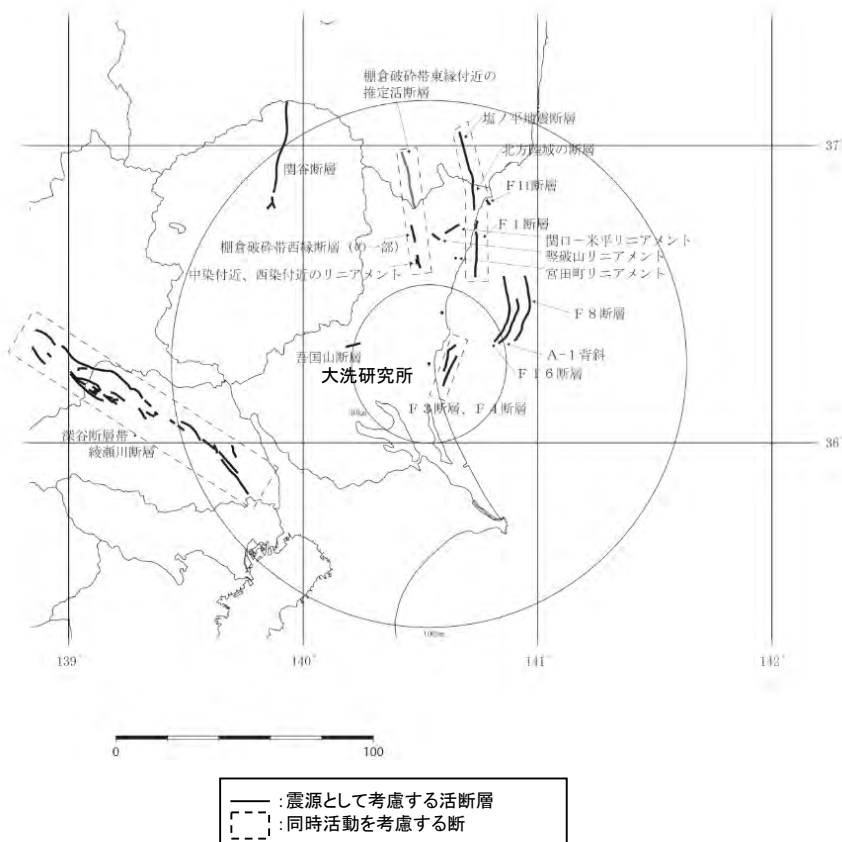 棚倉破砕帯東縁付近の
推定活断層
塩ノ平地震断層
37°
関谷断層
北方陸域の断層
F11断層
F1断層
棚倉破砕帯西縁断層(の一部)
関口－米平リニアメント
竪破山リニアメント
宮田町リニアメント
中染付近、西染付近のリニアメント
F8断層
吾国山断層
大洗研究所
A-1背斜
F16断層
F3断層、F4断層
深谷断層帯・
綾瀬川断層
36°
100km
139°
140°
141°
142°
0
100
:震源として考慮する活断層
:同時活動を考慮する断